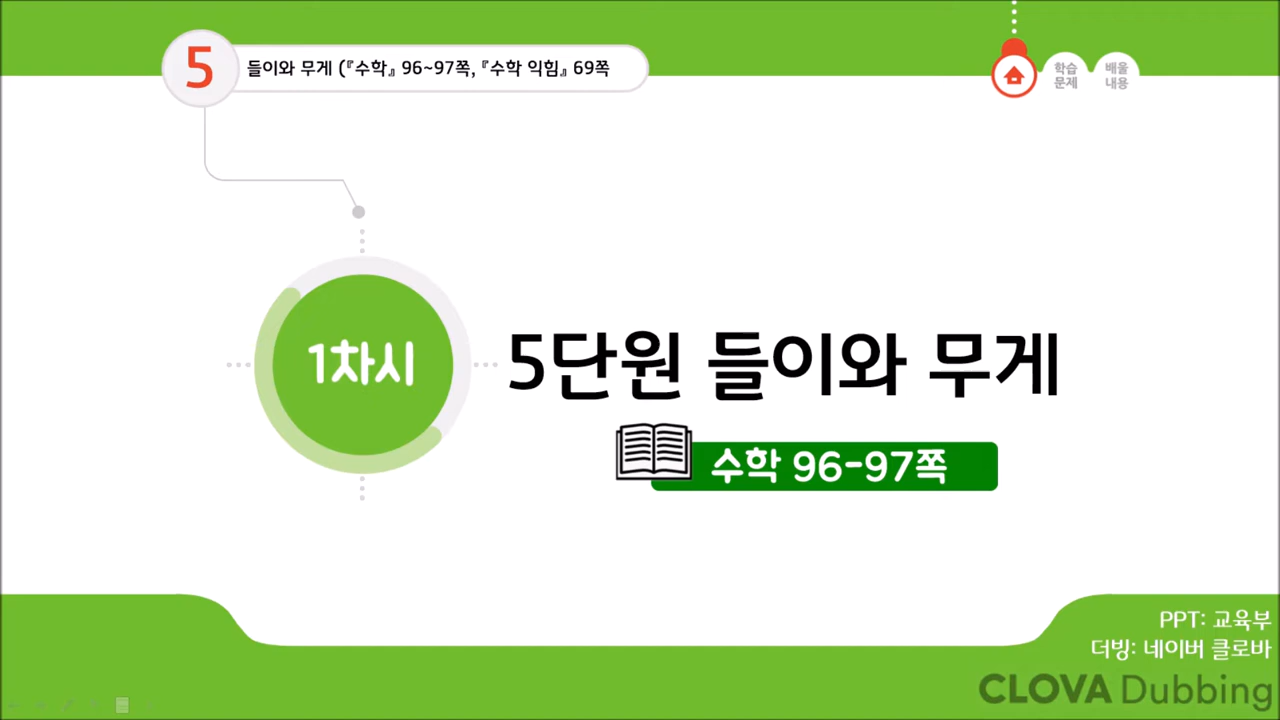 5
들이와 무게 (『수학』 96~97쪽, 『수학 익힘』 69쪽
학습
문제
배울
내용
1차시
5단원 들이와 무게
수학 96-97쪽
PPT: 교육부
더빙: 네이버 클로바
CLOVA Dubbing